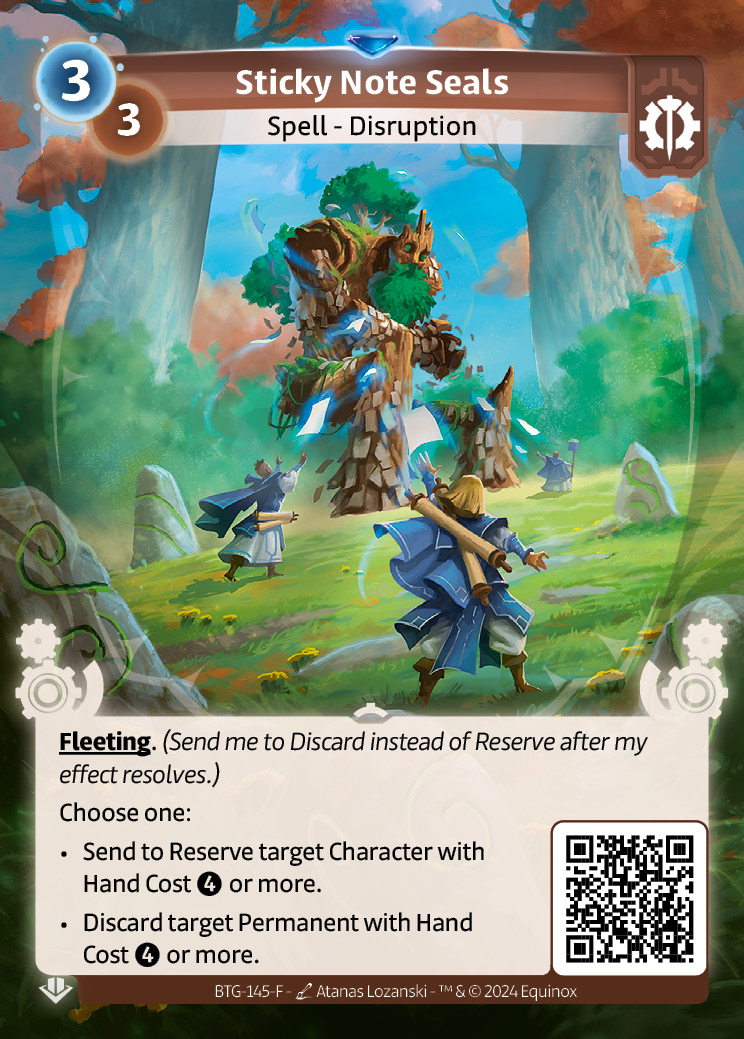 3
Sticky Note Seals
3
Spell - Disruption
Fleeting. (Send me to Discard instead of Reserve after my
effect resolves.)
Choose one:
• Send to Reserve target Character with
Hand Cost 4 or more.
• Discard target Permanent with Hand
Cost 4 or more.
BTG-145-F - Atanas Lozanski - ™ & © 2024 Equinox